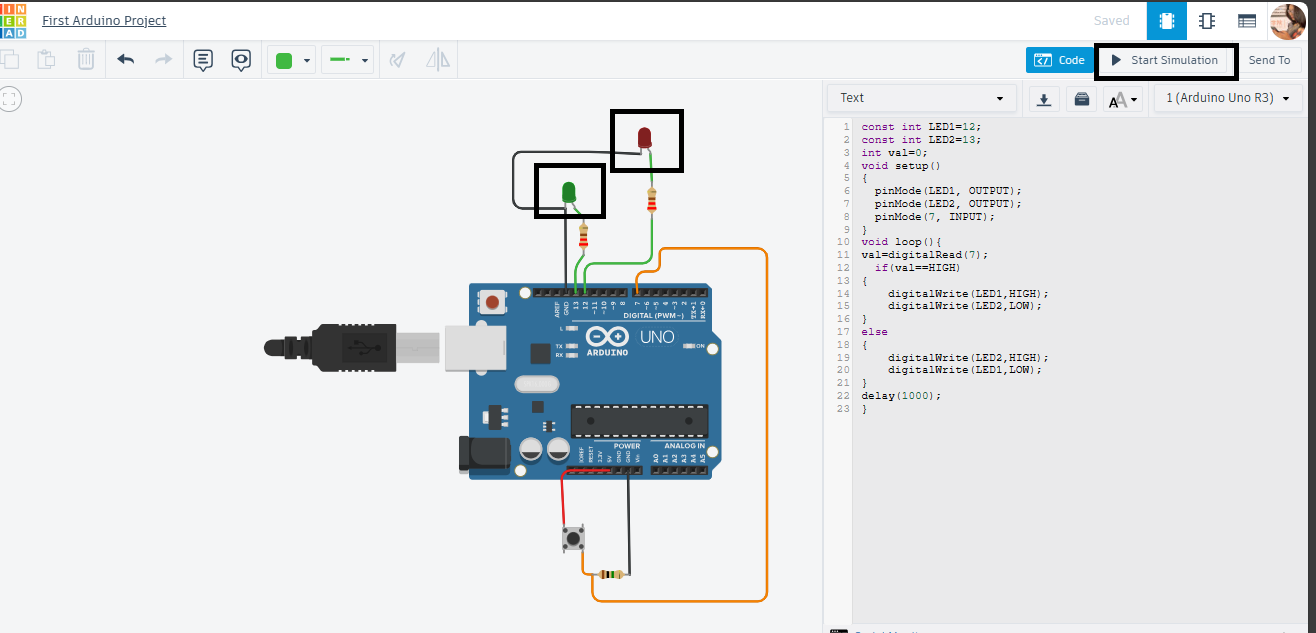 First Arduino Project
Saved
Code
Start Simulation
Send To
Text
1 (Arduino Uno R3)
1 const int LED1=12;
2 const int LED2=13;
3 int val=0;
4 void setup()
5 {
6 pinMode(LED1, OUTPUT);
7 pinMode(LED2, OUTPUT);
8 pinMode(7, INPUT);
9 }
10 void loop(){
11 val=digitalRead(7);
12 if(val==HIGH)
13 {
14 digitalWrite(LED1,HIGH);
15 digitalWrite(LED2,LOW);
16 }
17 else
18 {
19 digitalWrite(LED2,HIGH);
20 digitalWrite(LED1,LOW);
21 }
22 delay(1000);
23 }
AREF
GND
13
12
~11
~10
~9
8
7
~6
~5
4
~3
2
TX→1
RX←0
DIGITAL (PWM~)
L
TX
RX
ARDUINO
UNO
ON
POWER
ANALOG IN
IOREF
RESET
3.3V
5V
GND
GND
Vin
A0
A1
A2
A3
A4
A5